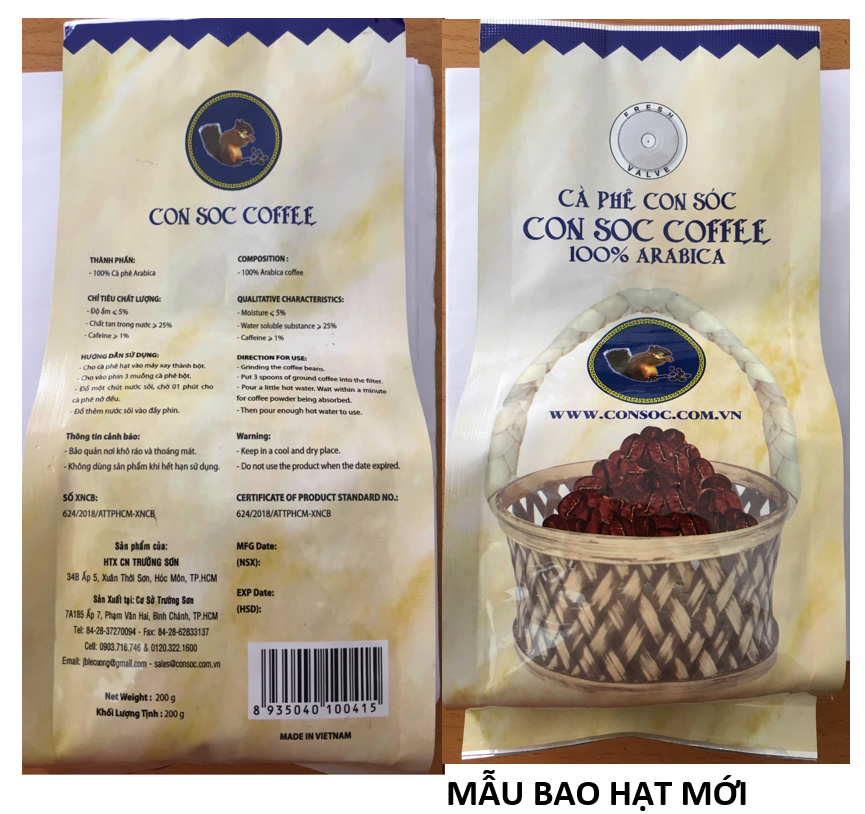 CON SOC COFFEE
THÀNH PHẦN:
- 100% Cà phê Arabica
CHỈ TIÊU CHẤT LƯỢNG:
- Độ ẩm ⩽ 5%
- Chất tan trong nước ⩾ 25%
- Cafeine ⩾ 1%
HƯỚNG DẪN SỬ DỤNG:
- Cho cà phê hạt vào máy xay thành bột.
- Cho vào phin 3 muỗng cà phê bột.
- Đổ một chút nước sôi, chờ 01 phút cho
cà phê nở đều.
- Đổ thêm nước sôi vào đầy phin.
Thông tin cảnh báo:
- Bảo quản nơi khô ráo và thoáng mát.
- Không dùng sản phẩm khi hết hạn sử dụng.
SỐ XNCB:
624/2018/ATTPHCM-XNCB
Sản phẩm của:
HTX CN TRƯỜNG SƠN
34B Ấp 5, Xuân Thới Sơn, Hóc Môn, TP.HCM
Sản Xuất tại: Cơ Sở Trường Sơn
7A185 Ấp 7, Phạm Văn Hai, Bình Chánh, TP.HCM
Tel: 84-28-37270094 - Fax: 84-28-62833137
Cell: 0903.716.746 & 0120.322.1600
Email: jblecuong@gmail.com - sales@consoc.com.vn
Net Weight : 200 g
Khối Lượng Tịnh : 200 g
COMPOSITION :
- 100% Arabica coffee
QUALITATIVE CHARACTERISTICS:
- Moisture ⩽ 5%
- Water soluble substance ⩾ 25%
- Caffeine ⩾ 1%
DIRECTION FOR USE:
- Grinding the coffee beans.
- Put 3 spoons of ground coffee into the filter.
- Pour a little hot water. Wait within a minute
for coffee powder being absorbed.
- Then pour enough hot water to use.
Warning:
- Keep in a cool and dry place.
- Do not use the product when the date expired.
CERTIFICATE OF PRODUCT STANDARD NO.:
624/2018/ATTPHCM-XNCB
MFG Date:
(NSX):
EXP Date:
(HSD):
8 935040 100415
MADE IN VIETNAM
FRESH
VALVE
CÀ PHÊ CON SÓC
CON SOC COFFEE
100% ARABICA
WWW.CONSOC.COM.VN
MẪU BAO HẠT MỚI